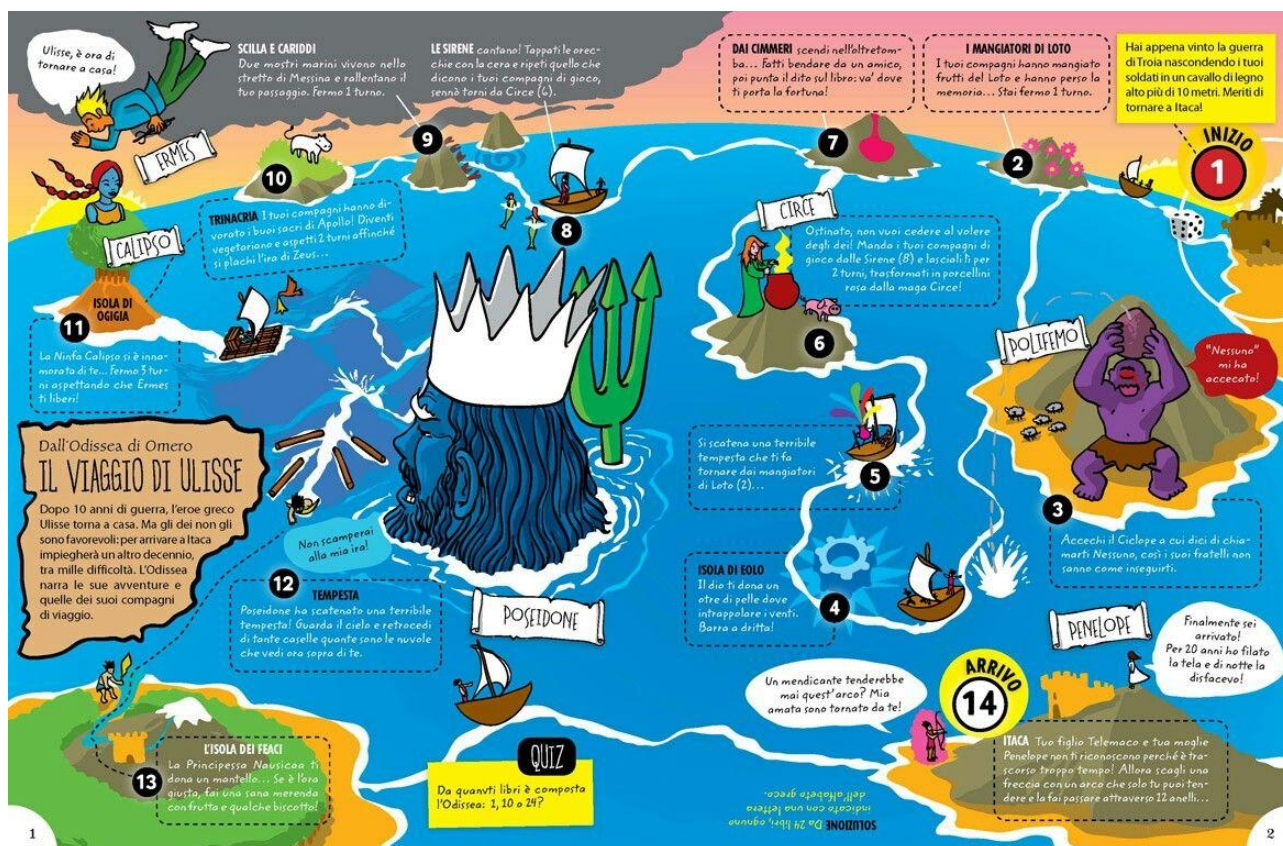 Ulisse, è ora di
tornare a casa!
ERMES
SCILLA E CARIDDI
Due mostri marini vivono nello
stretto di Messina e rallentano il
tuo passaggio. Fermo 1 turno.
LE SIRENE cantano! Tappati le orec-
chie con la cera e ripeti quello che
dicono i tuoi compagni di gioco,
sennò torni da Circe (6).
DAI CIMMERI scendi nell'oltretom-
ba... Fatti bendare da un amico,
poi punta il dito sul libro: va' dove
ti porta la fortuna!
I MANGIATORI DI LOTO
I tuoi compagni hanno mangiato
frutti del Loto e hanno perso la
memoria... Stai fermo 1 turno.
Hai appena vinto la guerra
di Troia nascondendo i tuoi
soldati in un cavallo di legno
alto più di 10 metri. Meriti di
tornare a Itaca!
INIZIO
1
2
7
9
10
8
CALIPSO
TRINACRIA I tuoi compagni hanno di-
vorato i buoi sacri di Apollo! Diventi
vegetariano e aspetti 2 turni affinché
si plachi l'ira di Zeus...
CIRCE
Ostinato, non vuoi cedere al volere
degli dei! Manda i tuoi compagni di
gioco dalle Sirene (8) e lasciali lì per
2 turni, trasformati in porcellini
rosa dalla maga Circe!
6
ISOLA DI
OGIGIA
11
La Ninfa Calipso si è inna-
morata di te... Fermo 3 tur-
ni aspettando che Ermes
ti liberi!
POLIFEMO
"Nessuno"
mi ha
accecato!
3
Accechi il Ciclope a cui dici di chia-
marti Nessuno, così i suoi fratelli non
sanno come inseguirti.
Si scatena una terribile
tempesta che ti fa
tornare dai mangiatori
di Loto (2)...
5
Dall'Odissea di Omero
IL VIAGGIO DI ULISSE
Dopo 10 anni di guerra, l'eroe greco
Ulisse torna a casa. Ma gli dei non gli
sono favorevoli: per arrivare a Itaca
impiegherà un altro decennio,
tra mille difficoltà. L'Odissea
narra le sue avventure e
quelle dei suoi compagni
di viaggio.
Non scamperai
alla mia ira!
12
TEMPESTA
Poseidone ha scatenato una terribile
tempesta! Guarda il cielo e retrocedi
di tante caselle quante sono le nuvole
che vedi ora sopra di te.
POSEIDONE
ISOLA DI EOLO
Il dio ti dona un
otre di pelle dove
intrappolare i venti.
Barra a dritta!
4
PENELOPE
Finalmente sei
arrivato!
Per 20 anni ho filato
la tela e di notte la
disfacevo!
Un mendicante tenderebbe
mai quest'arco? Mia
amata sono tornato da te!
ARRIVO
14
ITACA Tuo figlio Telemaco e tua moglie
Penelope non ti riconoscono perché è tra-
scorso troppo tempo! Allora scagli una
freccia con un arco che solo tu puoi ten-
dere e la fai passare attraverso 12 anelli...
L'ISOLA DEI FEACI
La Principessa Nausicaa ti
dona un mantello... Se è l'ora
giusta, fai una sana merenda
con frutta e qualche biscotto!
13
QUIZ
Da quanvti libri è composta
l'Odissea: 1, 10 o 24?
SOLUZIONE Da 24 libri, ognuno
indicato con una lettera
dell'alfabeto greco.
1
2